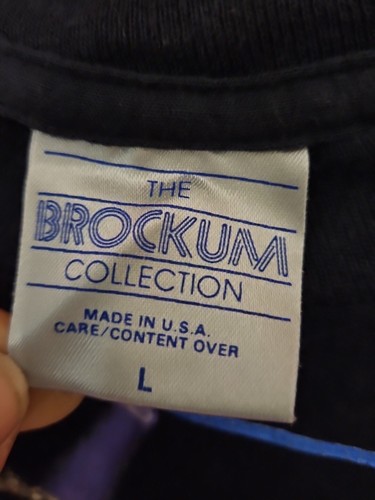 THE
BROCKUM
COLLECTION
MADE IN U.S.A.
CARE/CONTENT OVER
L